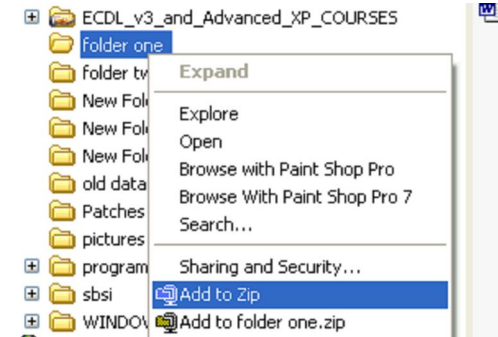 ECDL_v3_and_Advanced_XP_COURSES
folder one
folder tw
New Fol
New Fol
New Fol
old data
Patches
pictures
program
sbsi
WINDOV
Expand
Explore
Open
Browse with Paint Shop Pro
Browse With Paint Shop Pro 7
Search...
Sharing and Security...
Add to Zip
Add to folder one.zip